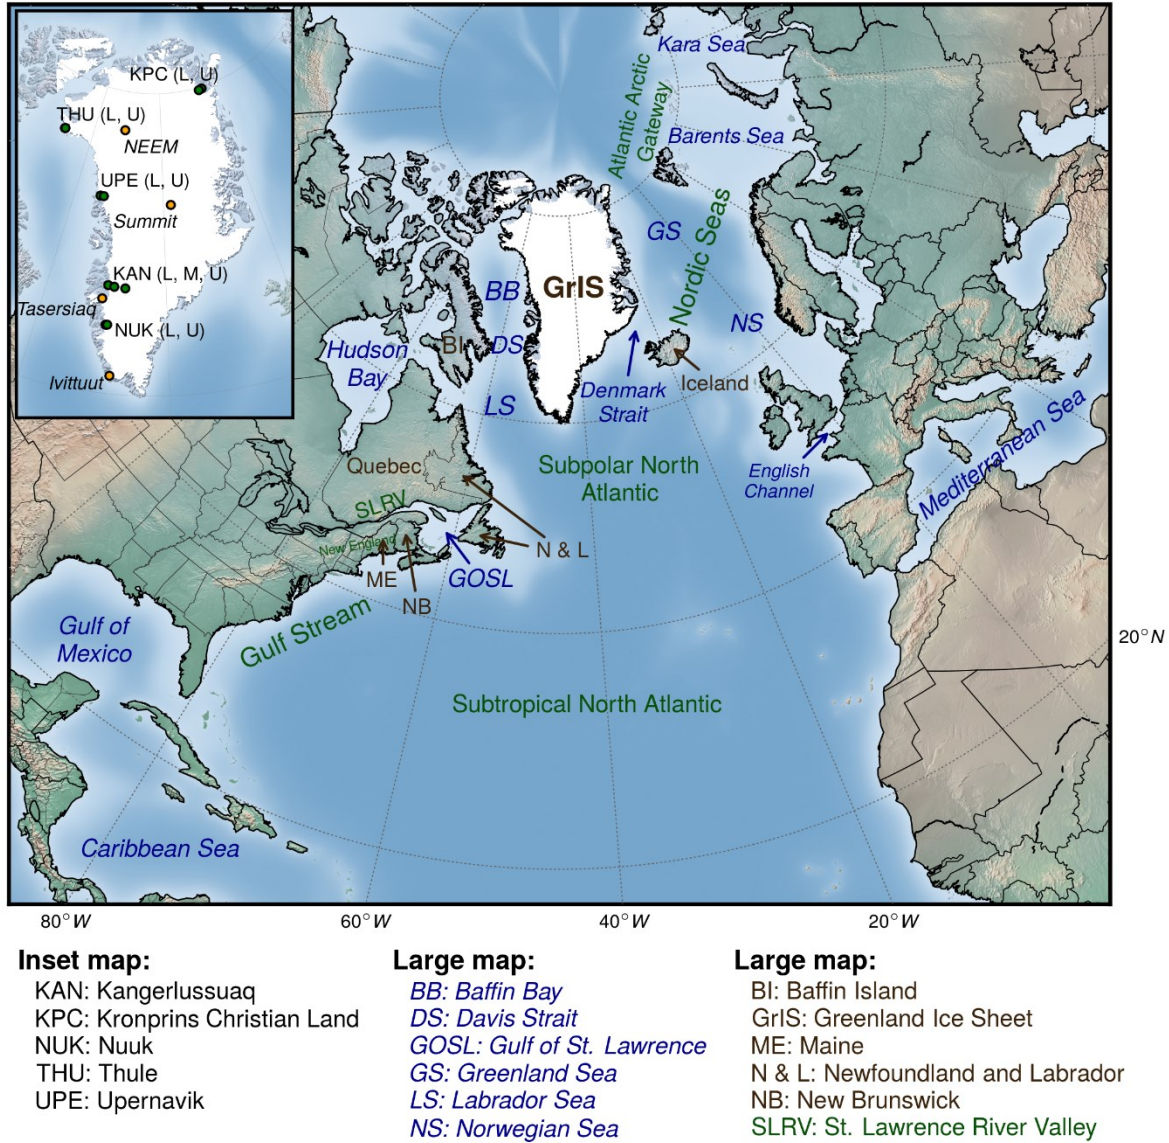 KPC (L, U)
THU (L, U)
NEEM
UPE (L, U)
Summit
KAN (L, M, U)
Tasersiaq
NUK (L, U)
Ivittuut
Kara Sea
Atlantic Arctic
Gateway
Barents Sea
GS
Nordic Seas
BB
GrIS
NS
Hudson
Bay
BI
DS
Iceland
Denmark
Strait
LS
Mediterranean Sea
Quebec
Subpolar North
Atlantic
English
Channel
SLRV
New England
N & L
ME
GOSL
NB
Gulf Stream
Gulf of
Mexico
20°N
Subtropical North Atlantic
Caribbean Sea
80°W
60°W
40°W
20°W
Inset map:
KAN: Kangerlussuaq
KPC: Kronprins Christian Land
NUK: Nuuk
THU: Thule
UPE: Upernavik
Large map:
BB: Baffin Bay
DS: Davis Strait
GOSL: Gulf of St. Lawrence
GS: Greenland Sea
LS: Labrador Sea
NS: Norwegian Sea
Large map:
BI: Baffin Island
GrIS: Greenland Ice Sheet
ME: Maine
N & L: Newfoundland and Labrador
NB: New Brunswick
SLRV: St. Lawrence River Valley